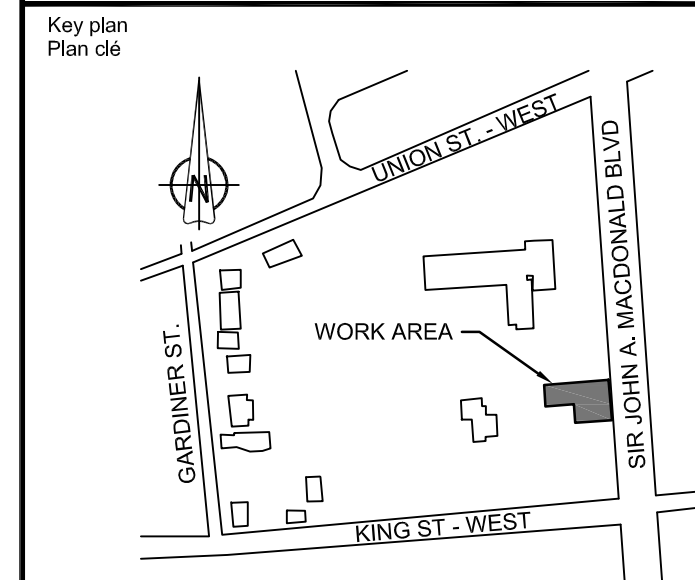 Key plan
Plan clé
N
UNION ST. - WEST
SIR JOHN A. MACDONALD BLVD
WORK AREA
GARDINER ST.
KING ST - WEST